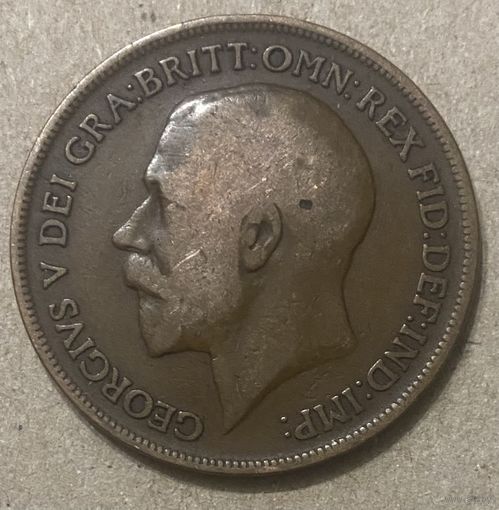 GEORGIVS V DEI GRA:BRITT:OMN:REX FID:DEF:IND:IMP: